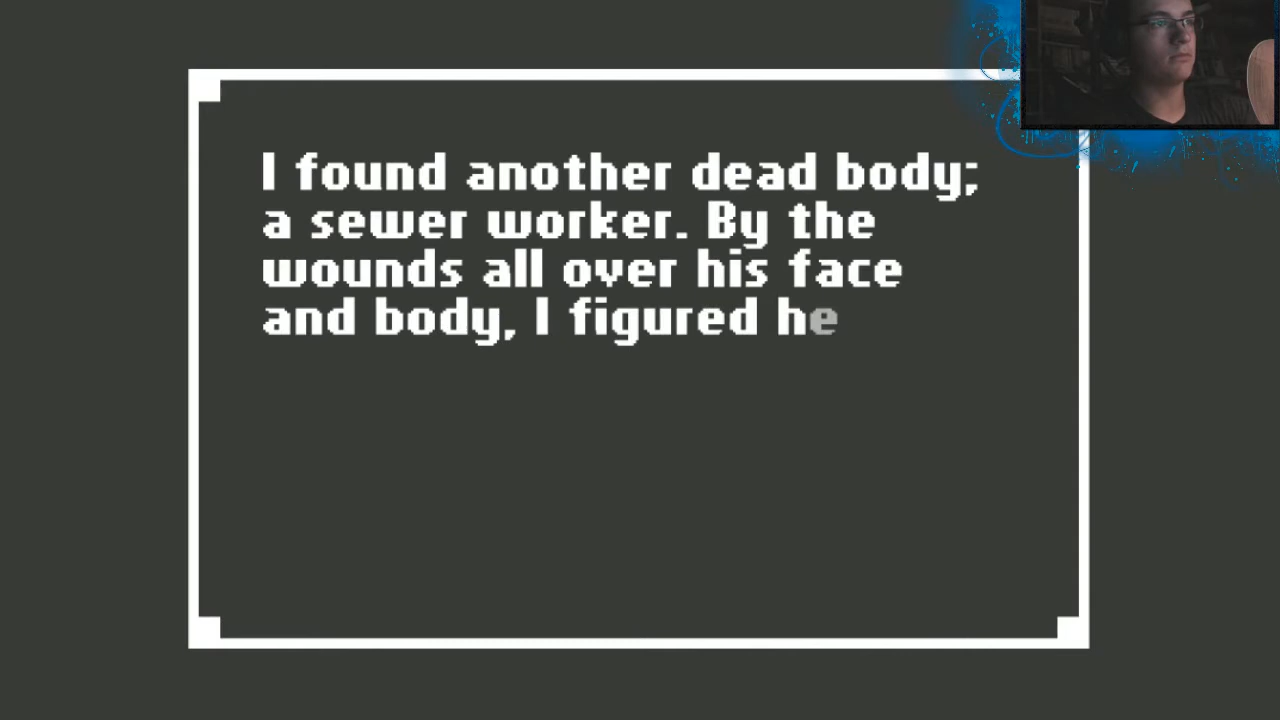 I found another dead body;
a sewer worker. By the
wounds all over his face
and body, I figured he